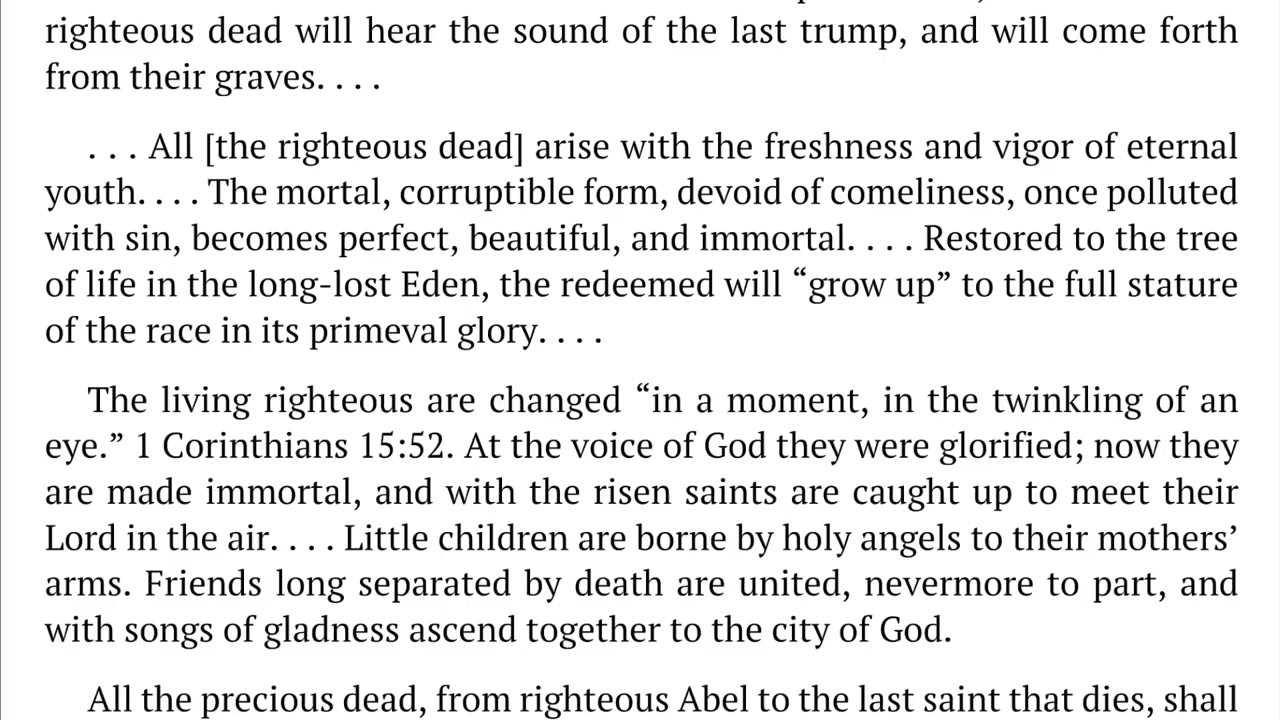 righteous dead will hear the sound of the last trump, and will come forth
from their graves. . . .
. . . All [the righteous dead] arise with the freshness and vigor of eternal
youth. . . . The mortal, corruptible form, devoid of comeliness, once polluted
with sin, becomes perfect, beautiful, and immortal. . . . Restored to the tree
of life in the long-lost Eden, the redeemed will “grow up” to the full stature
of the race in its primeval glory. . . .
The living righteous are changed “in a moment, in the twinkling of an
eye.” 1 Corinthians 15:52. At the voice of God they were glorified; now they
are made immortal, and with the risen saints are caught up to meet their
Lord in the air. . . . Little children are borne by holy angels to their mothers’
arms. Friends long separated by death are united, nevermore to part, and
with songs of gladness ascend together to the city of God.
All the precious dead, from righteous Abel to the last saint that dies, shall